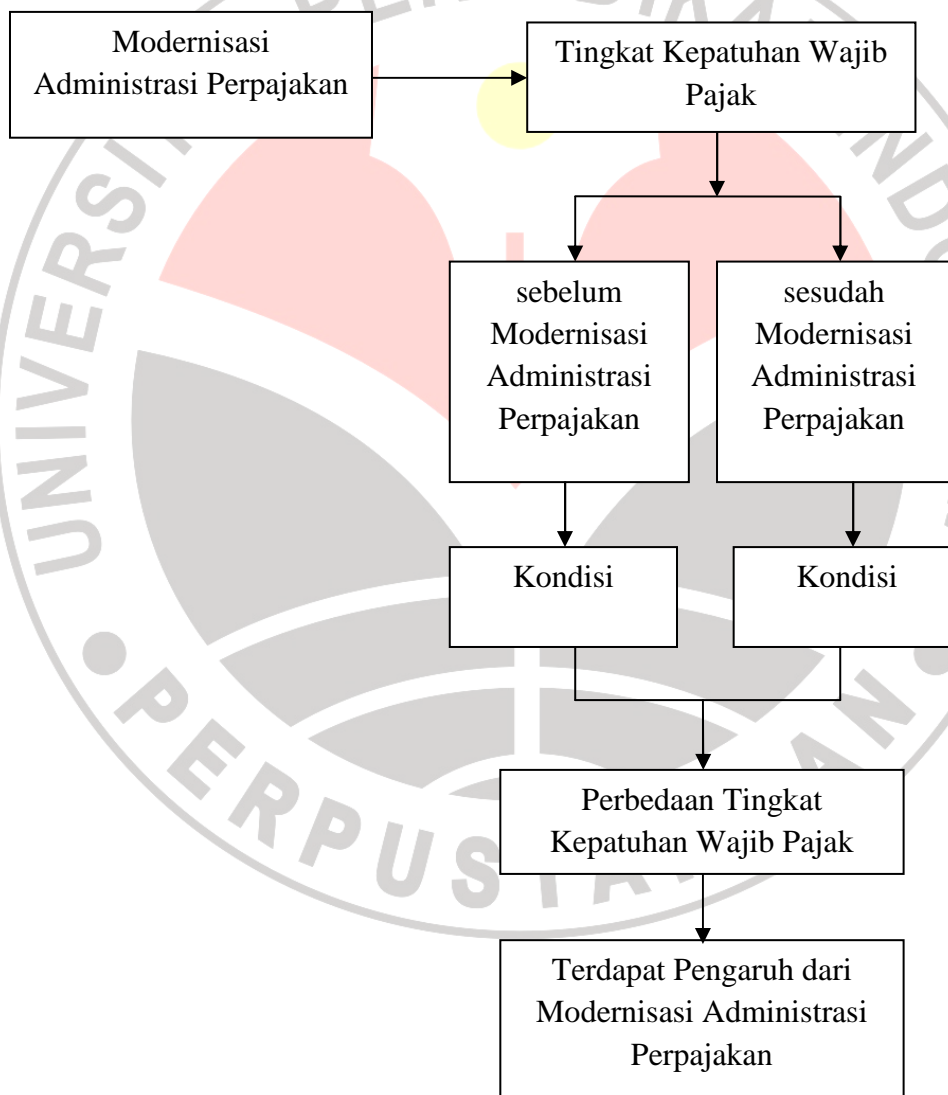 Modernisasi
Administrasi Perpajakan
Tingkat Kepatuhan Wajib
Pajak
sebelum
Modernisasi
Administrasi
Perpajakan
sesudah
Modernisasi
Administrasi
Perpajakan
Kondisi
Kondisi
Perbedaan Tingkat
Kepatuhan Wajib Pajak
Terdapat Pengaruh dari
Modernisasi Administrasi
Perpajakan